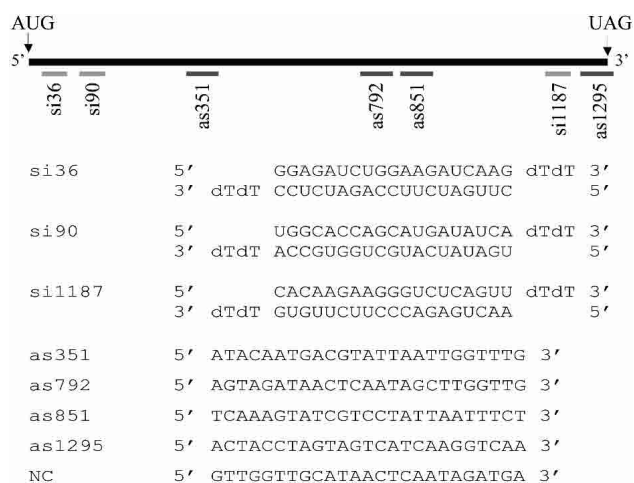 AUG UAG
5’ 3’
si36 si90 as351 as792 as851 si1187 as1295
si36 5′ GGAGAUCUGGAAGAUCAAG dTdT 3′
3′ dTdT CCUCUAGACCUUCUAGUUC 5′
si90 5′ UGGCACCAGCAUGAUAUCA dTdT 3′
3′ dTdT ACCGUGGUCGUACUAUAGU 5′
si1187 5′ CACAAGAAGGGUCUCAGUU dTdT 3′
3′ dTdT GUGUUCUUCCCAGAGUCAA 5′
as351 5′ ATACAATGACGTATTAATTGGTTTG 3′
as792 5′ AGTAGATAACTCAATAGCTTGGTTG 3′
as851 5′ TCAAAGTATCGTCCTATTAATTTCT 3′
as1295 5′ ACTACCTAGTAGTCATCAAGGTCAA 3′
NC 5′ GTTGGTTGCATAACTCAATAGATGA 3′